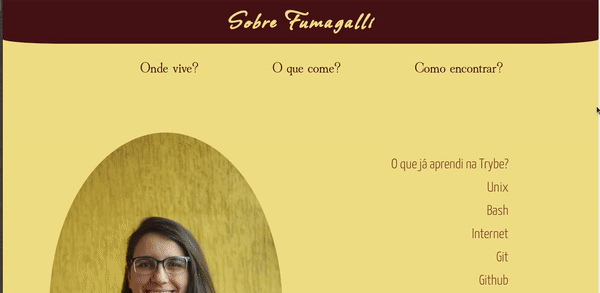 Sobre Fumagalli
Onde vive?
O que come?
Como encontrar?
O que já aprendi na Trybe?
Unix
Bash
Internet
Git
Github